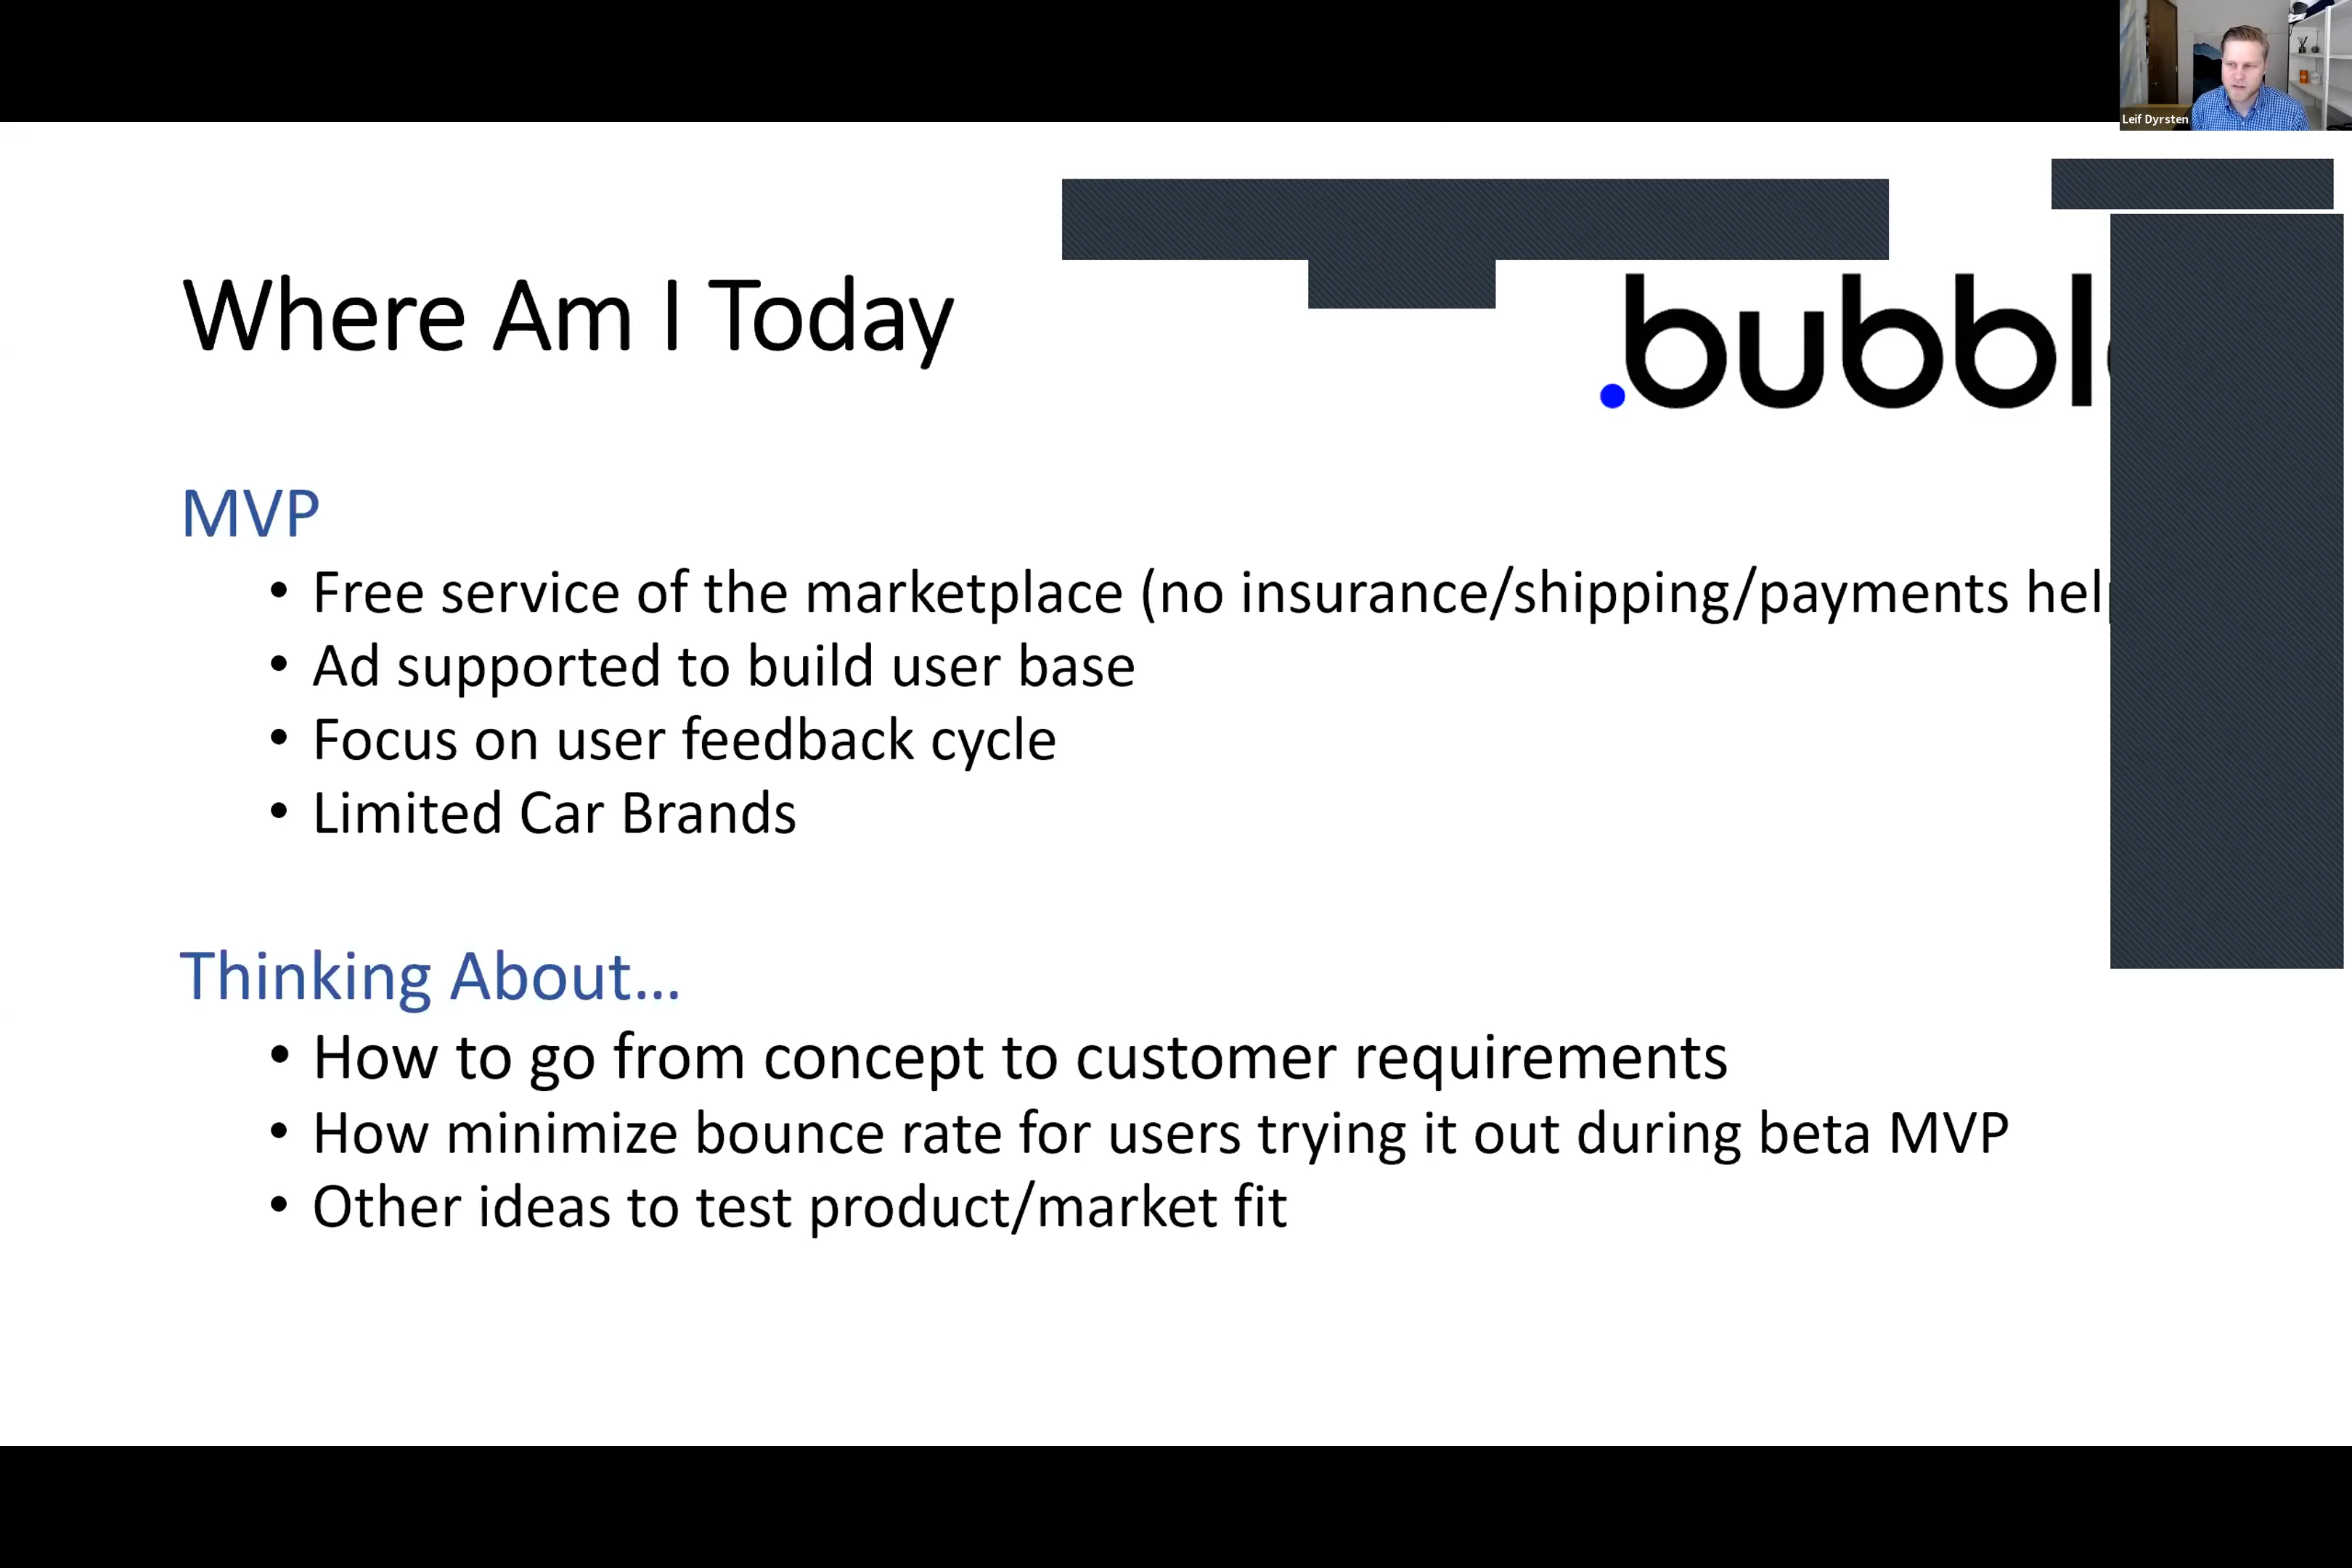 Leif Dyrsten
Where Am I Today
.bubbl
MVP
• Free service of the marketplace (no insurance/shipping/payments
• Ad supported to build user base
• Focus on user feedback cycle
• Limited Car Brands
Thinking About...
• How to go from concept to customer requirements
• How minimize bounce rate for users trying it out during beta MVP
• Other ideas to test product/market fit